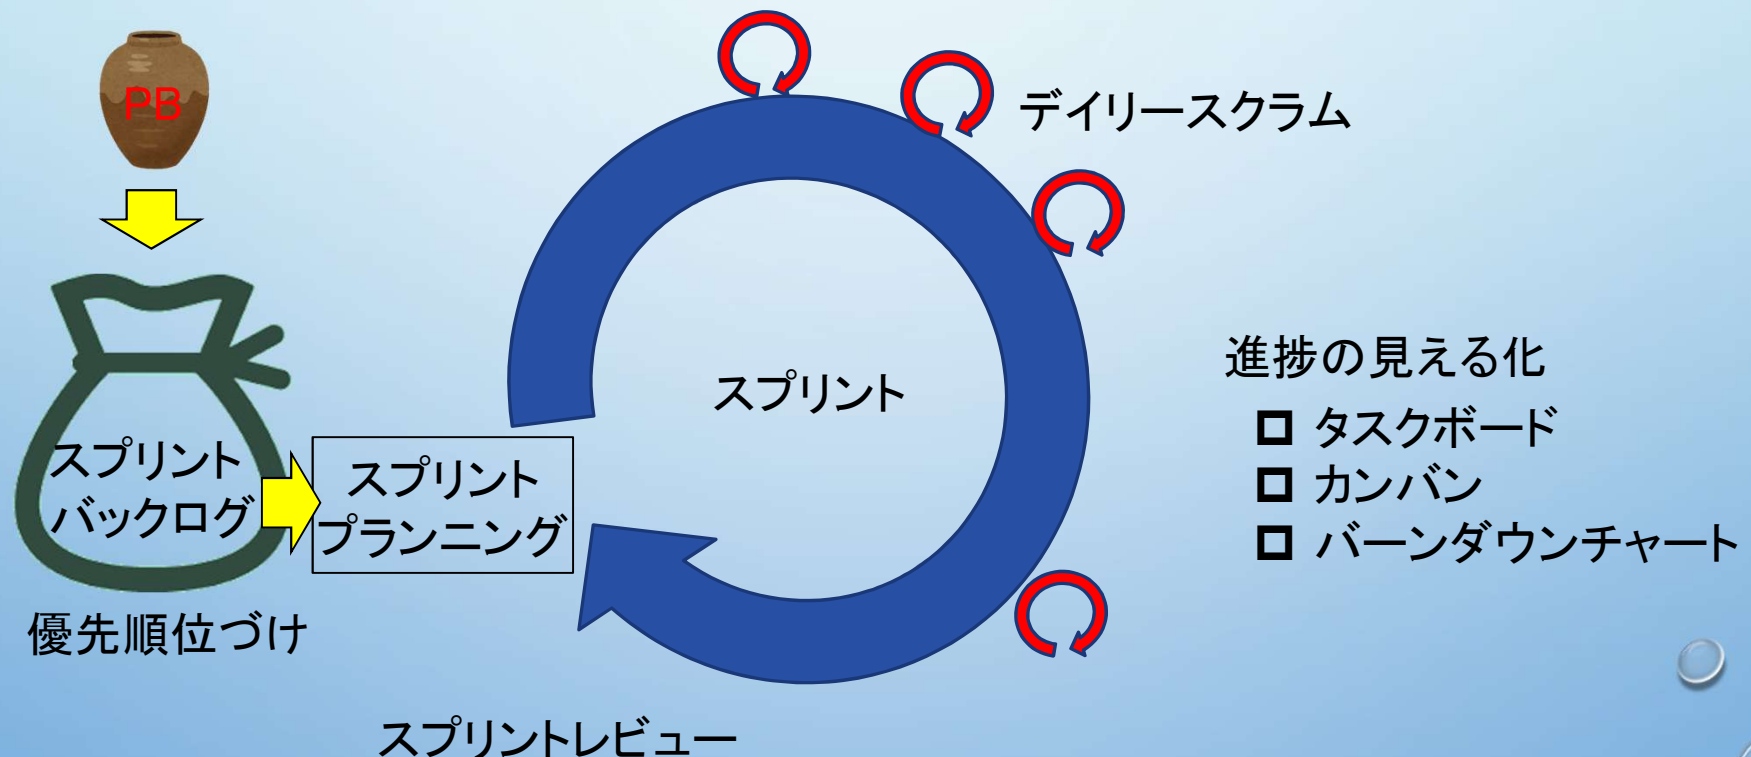 PB
デイリースクラム
スプリント
進捗の見える化
タスクボード
カンバン
バーンダウンチャート
スプリント
バックログ
スプリント
プランニング
優先順位づけ
スプリントレビュー